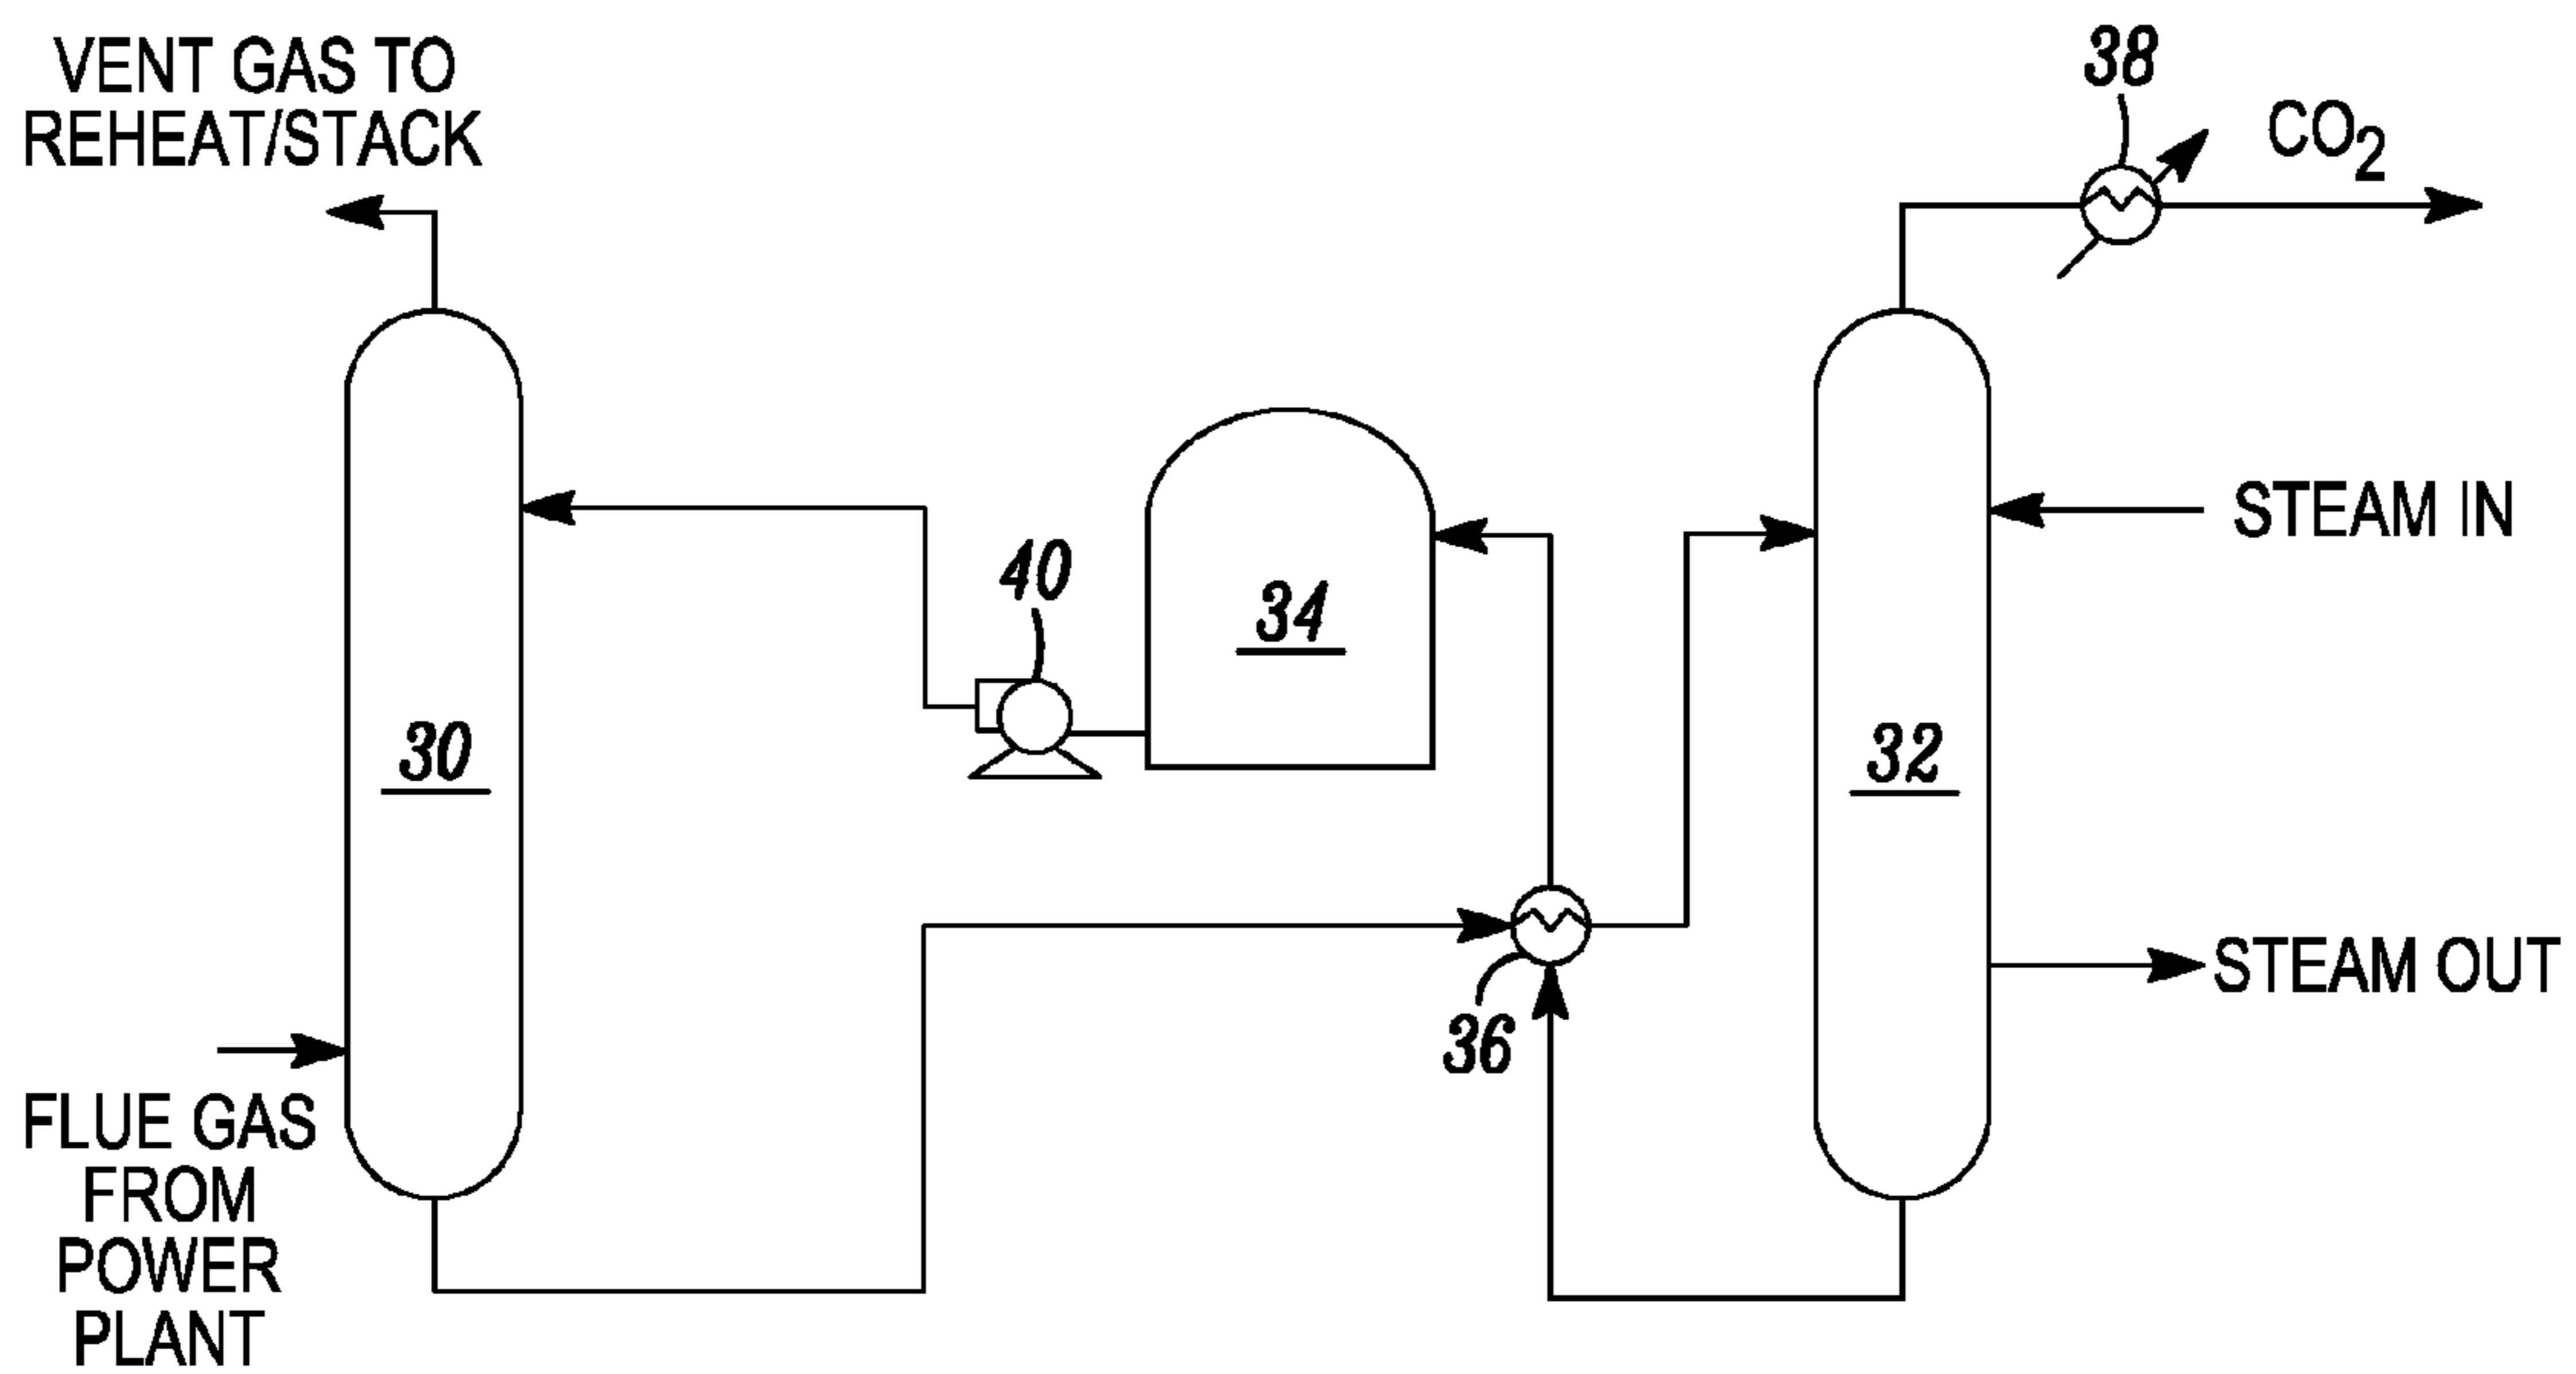 VENT GAS TO
REHEAT/STACK
38
CO2
STEAM IN
40
34
30
32
36
STEAM OUT
FLUE GAS
FROM
POWER
PLANT